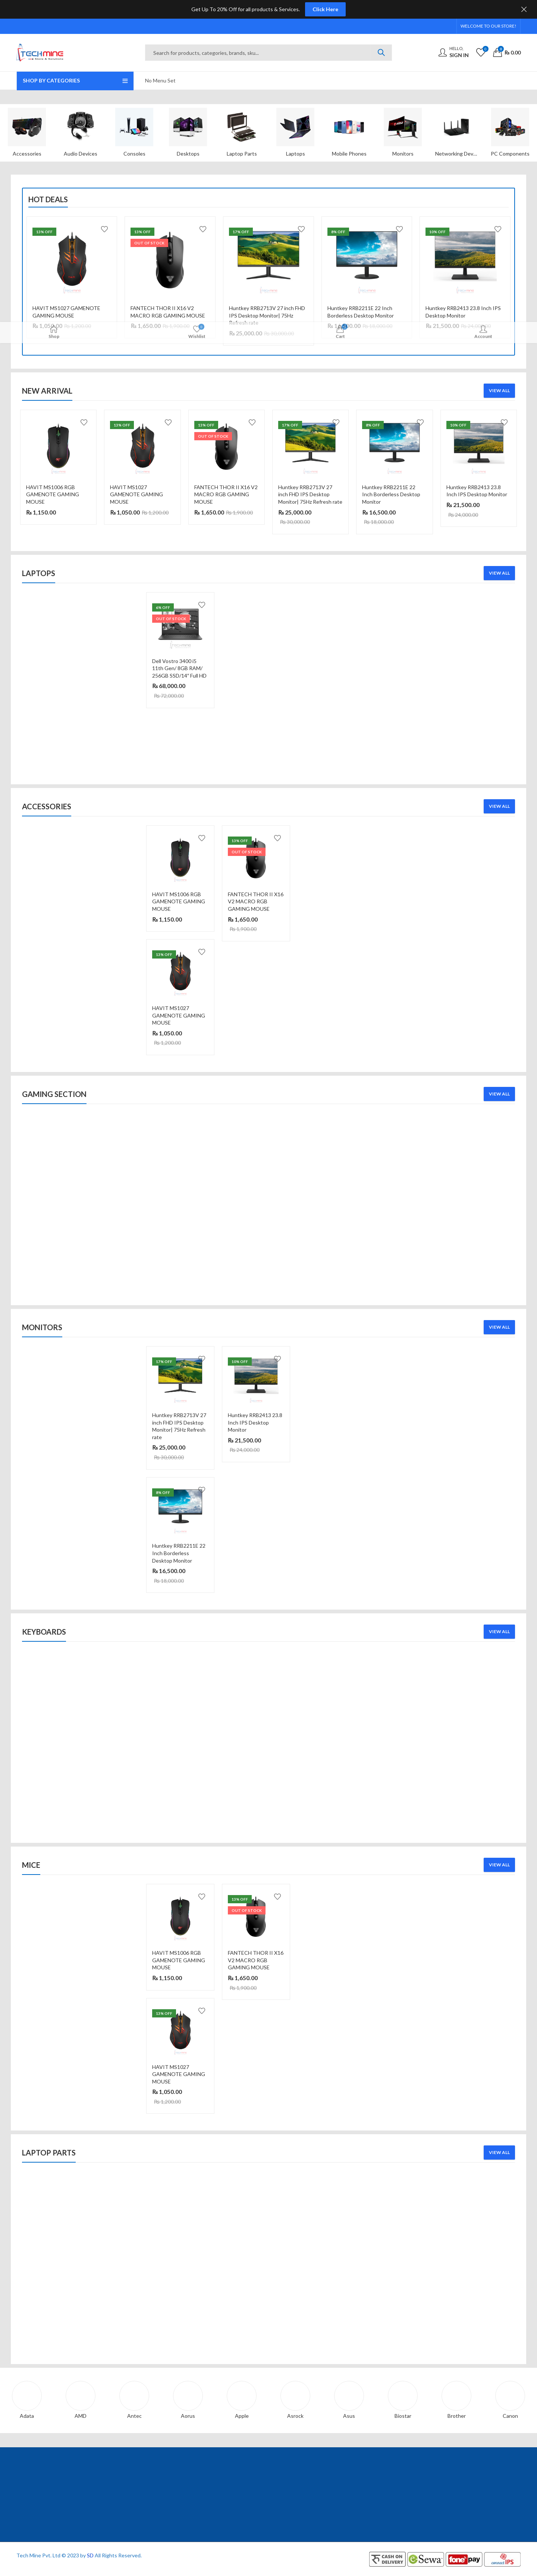 Get Up To 20% Off for all products & Services. Click Here
WELCOME TO OUR STORE!
TECHMINE
Search for products, categories, brands, sku...
HELLO,
SIGN IN
0
0
₨ 0.00
SHOP BY CATEGORIES
No Menu Set
Accessories
Audio Devices
Consoles
Desktops
Laptop Parts
Laptops
Mobile Phones
Monitors
Networking Dev...
PC Components
HOT DEALS
13% OFF
HAVIT MS1027 GAMENOTE GAMING MOUSE
₨ 1,050.00 ₨ 1,200.00
13% OFF
OUT OF STOCK
FANTECH THOR II X16 V2 MACRO RGB GAMING MOUSE
₨ 1,650.00 ₨ 1,900.00
17% OFF
Huntkey RRB2713V 27 inch FHD IPS Desktop Monitor| 75Hz Refresh rate
₨ 25,000.00 ₨ 30,000.00
8% OFF
Huntkey RRB2211E 22 Inch Borderless Desktop Monitor
₨ 16,500.00 ₨ 18,000.00
10% OFF
Huntkey RRB2413 23.8 Inch IPS Desktop Monitor
₨ 21,500.00 ₨ 24,000.00
Shop
Wishlist
Cart
Account
NEW ARRIVAL
VIEW ALL
HAVIT MS1006 RGB GAMENOTE GAMING MOUSE
₨ 1,150.00
13% OFF
HAVIT MS1027 GAMENOTE GAMING MOUSE
₨ 1,050.00 ₨ 1,200.00
13% OFF
OUT OF STOCK
FANTECH THOR II X16 V2 MACRO RGB GAMING MOUSE
₨ 1,650.00 ₨ 1,900.00
17% OFF
Huntkey RRB2713V 27 inch FHD IPS Desktop Monitor| 75Hz Refresh rate
₨ 25,000.00
₨ 30,000.00
8% OFF
Huntkey RRB2211E 22 Inch Borderless Desktop Monitor
₨ 16,500.00
₨ 18,000.00
10% OFF
Huntkey RRB2413 23.8 Inch IPS Desktop Monitor
₨ 21,500.00
₨ 24,000.00
LAPTOPS
VIEW ALL
6% OFF
OUT OF STOCK
Dell Vostro 3400 i5 11th Gen/ 8GB RAM/ 256GB SSD/14" Full HD
₨ 68,000.00
₨ 72,000.00
ACCESSORIES
VIEW ALL
HAVIT MS1006 RGB GAMENOTE GAMING MOUSE
₨ 1,150.00
13% OFF
OUT OF STOCK
FANTECH THOR II X16 V2 MACRO RGB GAMING MOUSE
₨ 1,650.00
₨ 1,900.00
13% OFF
HAVIT MS1027 GAMENOTE GAMING MOUSE
₨ 1,050.00
₨ 1,200.00
GAMING SECTION
VIEW ALL
MONITORS
VIEW ALL
17% OFF
Huntkey RRB2713V 27 inch FHD IPS Desktop Monitor| 75Hz Refresh rate
₨ 25,000.00
₨ 30,000.00
10% OFF
Huntkey RRB2413 23.8 Inch IPS Desktop Monitor
₨ 21,500.00
₨ 24,000.00
8% OFF
Huntkey RRB2211E 22 Inch Borderless Desktop Monitor
₨ 16,500.00
₨ 18,000.00
KEYBOARDS
VIEW ALL
MICE
VIEW ALL
HAVIT MS1006 RGB GAMENOTE GAMING MOUSE
₨ 1,150.00
13% OFF
OUT OF STOCK
FANTECH THOR II X16 V2 MACRO RGB GAMING MOUSE
₨ 1,650.00
₨ 1,900.00
13% OFF
HAVIT MS1027 GAMENOTE GAMING MOUSE
₨ 1,050.00
₨ 1,200.00
LAPTOP PARTS
VIEW ALL
Adata
AMD
Antec
Aorus
Apple
Asrock
Asus
Biostar
Brother
Canon
Tech Mine Pvt. Ltd © 2023 by SD All Rights Reserved.
CASH ON DELIVERY
eSewa
fonepay
connect IPS